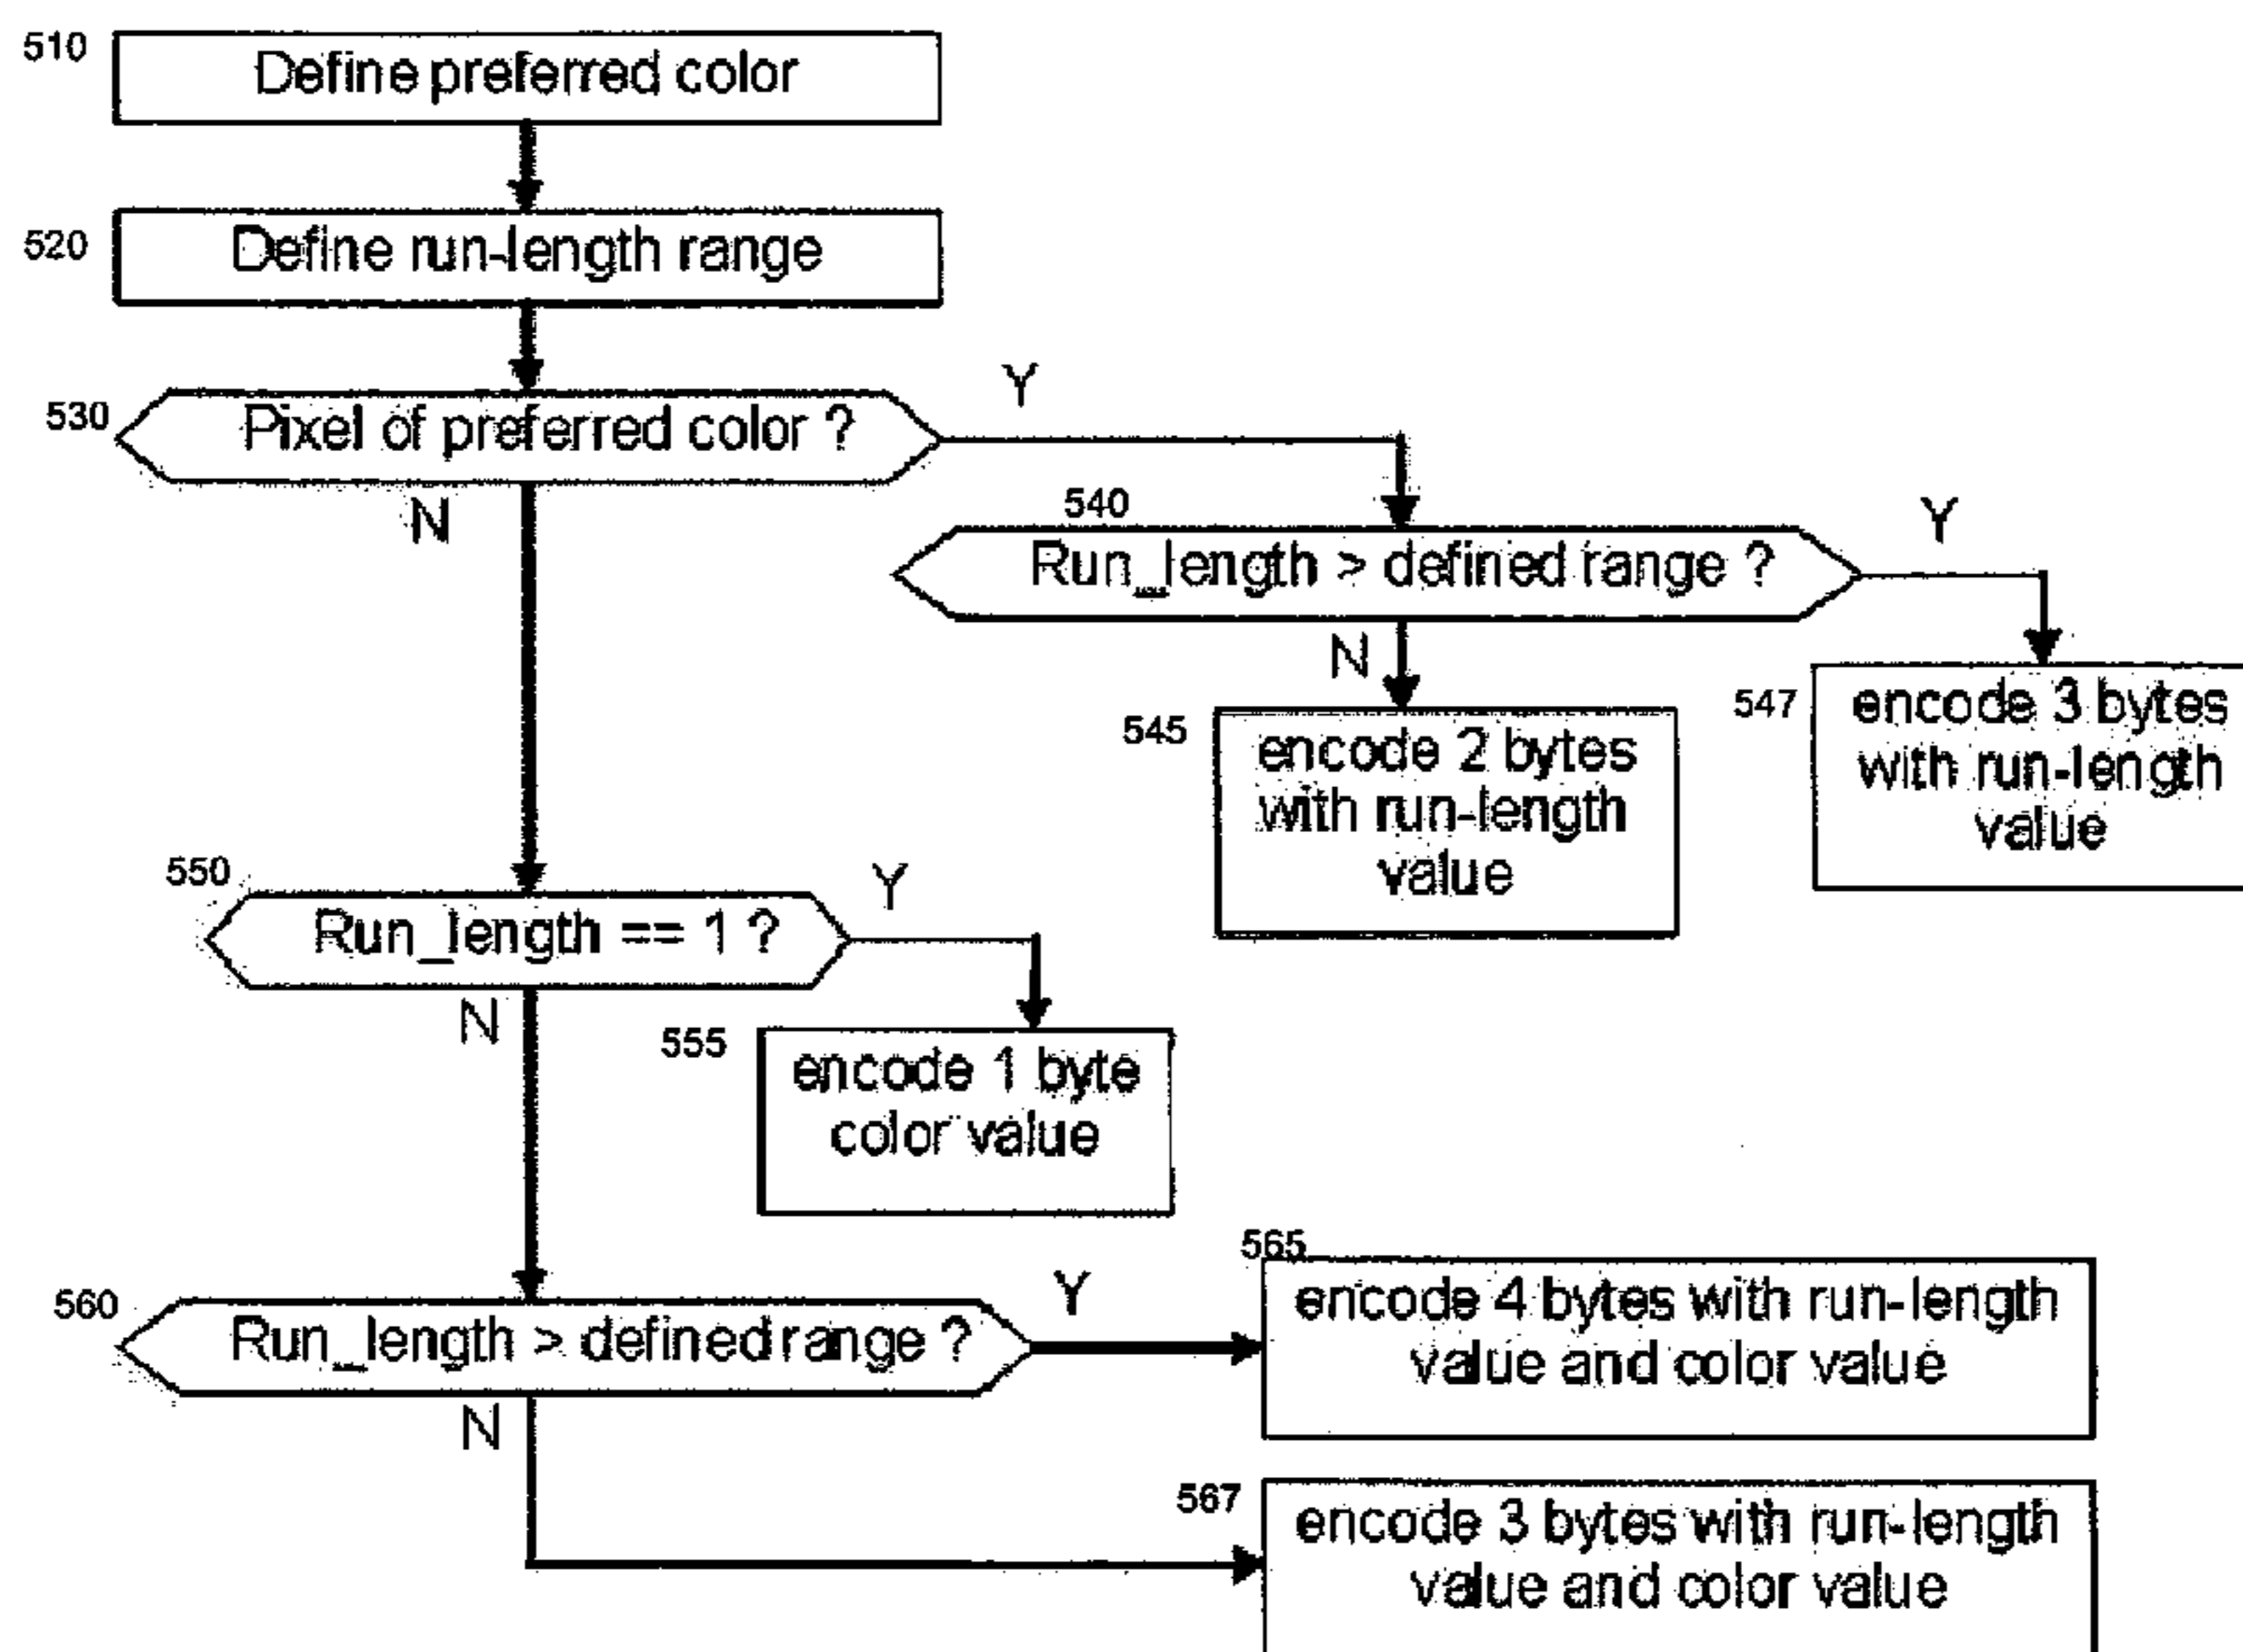 510
Define preferred color
520
Define run-length range
530
Pixel of preferred color ?
Y
N
540
Run_length > defined range ?
Y
N
545
encode 2 bytes
with run-length
value
547
encode 3 bytes
with run-length
value
550
Run_length == 1 ?
Y
N
555
encode 1 byte
color value
560
Run_length > defined range ?
Y
N
565
encode 4 bytes with run-length
value and color value
567
encode 3 bytes with run-length
value and color value